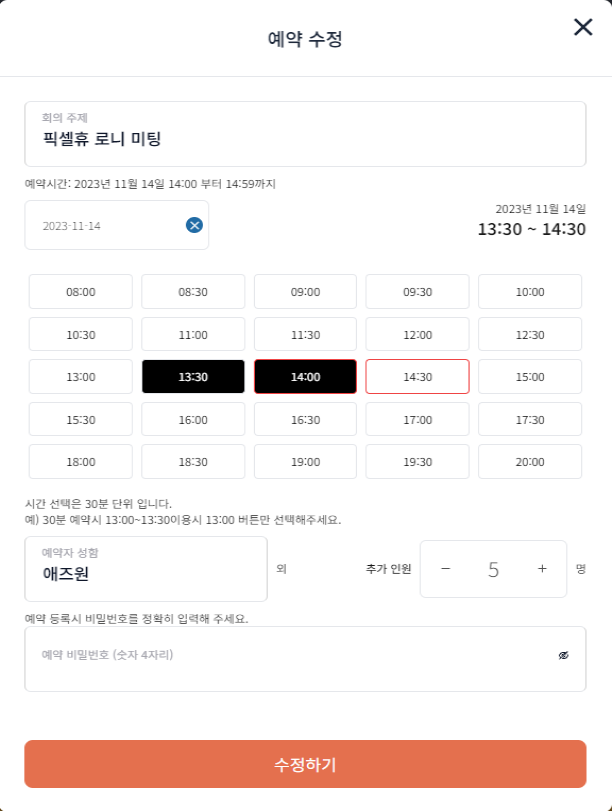 예약 수정
회의 주제
픽셀휴 로니 미팅
예약시간: 2023년 11월 14일 14:00 부터 14:59까지
2023-11-14
2023년 11월 14일
13:30 ~ 14:30
08:00 08:30 09:00 09:30 10:00
10:30 11:00 11:30 12:00 12:30
13:00 13:30 14:00 14:30 15:00
15:30 16:00 16:30 17:00 17:30
18:00 18:30 19:00 19:30 20:00
시간 선택은 30분 단위 입니다.
예) 30분 예약시 13:00~13:30이용시 13:00 버튼만 선택해주세요.
예약자 성함
애즈원
외
추가 인원 − 5 + 명
예약 등록시 비밀번호를 정확히 입력해 주세요.
예약 비밀번호 (숫자 4자리)
수정하기